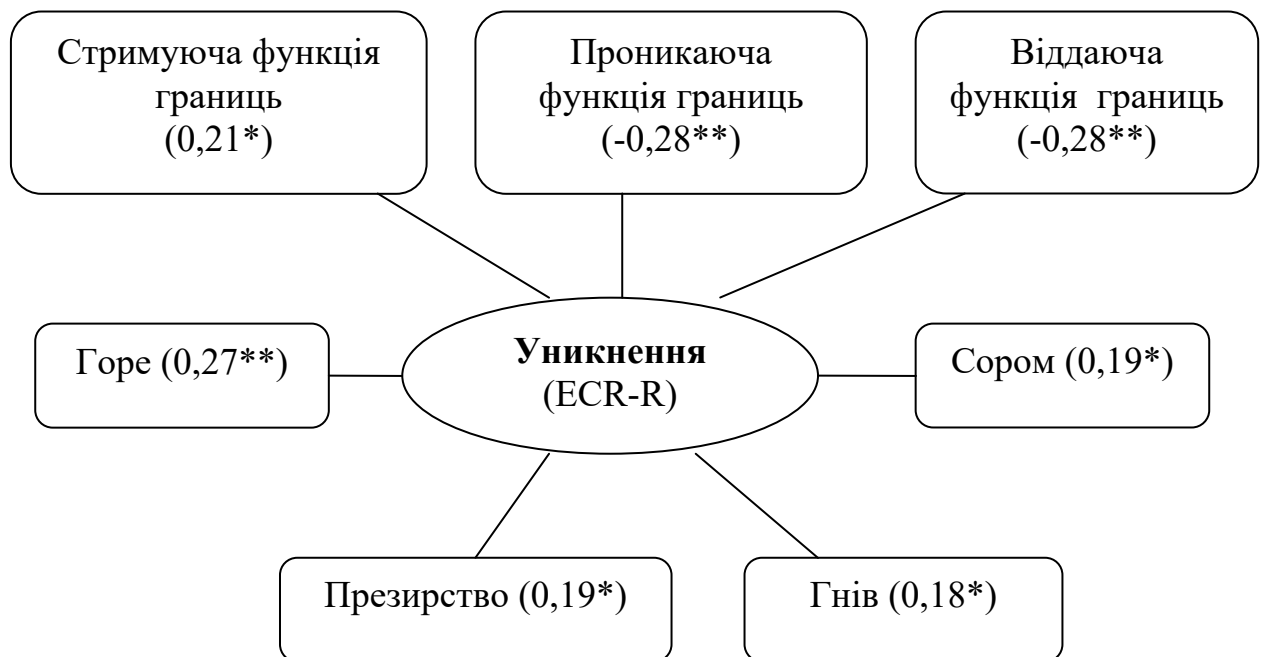 Стримуюча функція
границь
(0,21*)
Проникаюча
функція границь
(-0,28**)
Віддаюча
функція границь
(-0,28**)
Горе (0,27**)
Уникнення
(ECR-R)
Сором (0,19*)
Презирство (0,19*)
Гнів (0,18*)